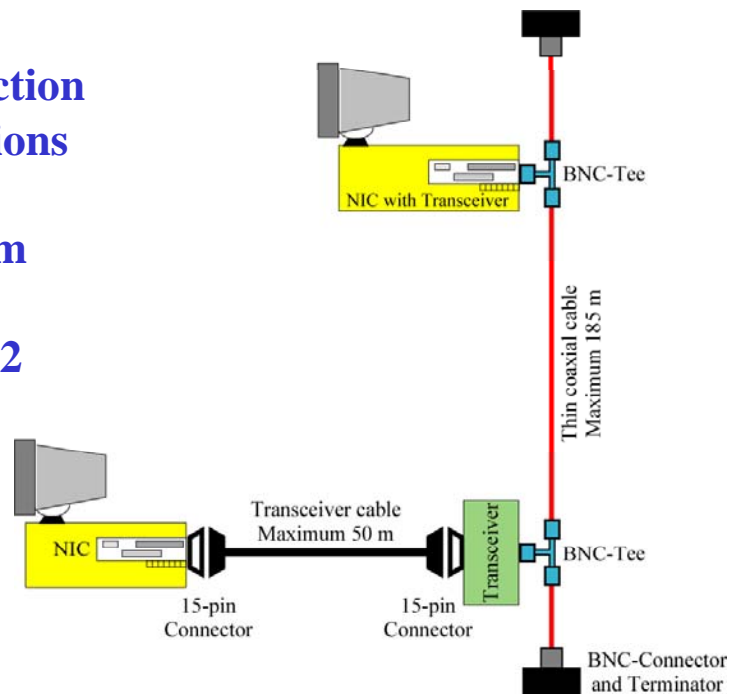 ction
ions
m
2
BNC-Tee
NIC with Transceiver
Thin coaxial cable
Maximum 185 m
Transceiver cable
Maximum 50 m
NIC
Transceiver
BNC-Tee
15-pin
Connector
15-pin
Connector
BNC-Connector
and Terminator